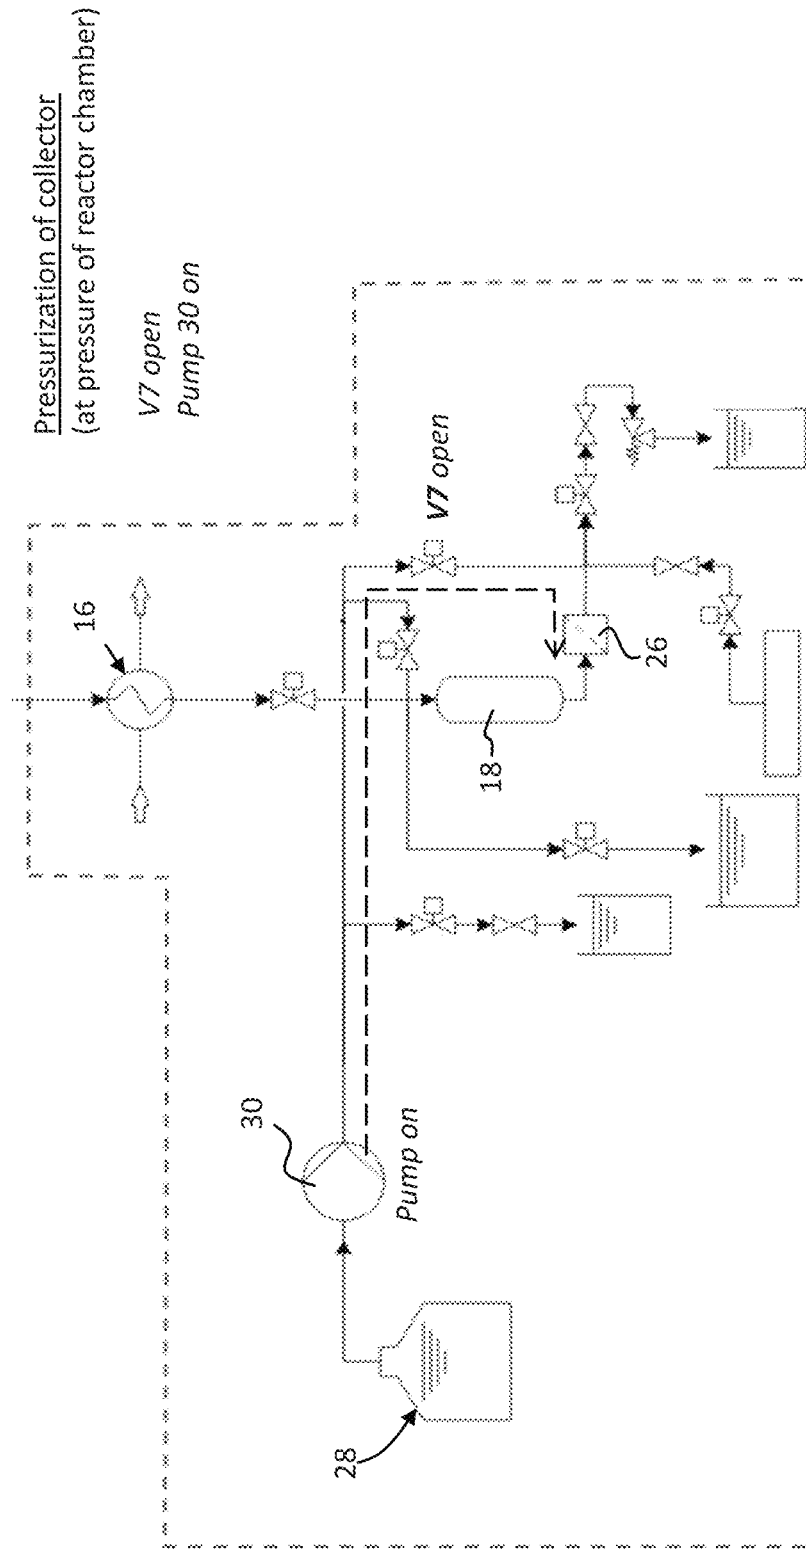 Pressurization of collector
(at pressure of reactor chamber)
V7 open
Pump 30 on
16
V7 open
26
18
30
Pump on
28